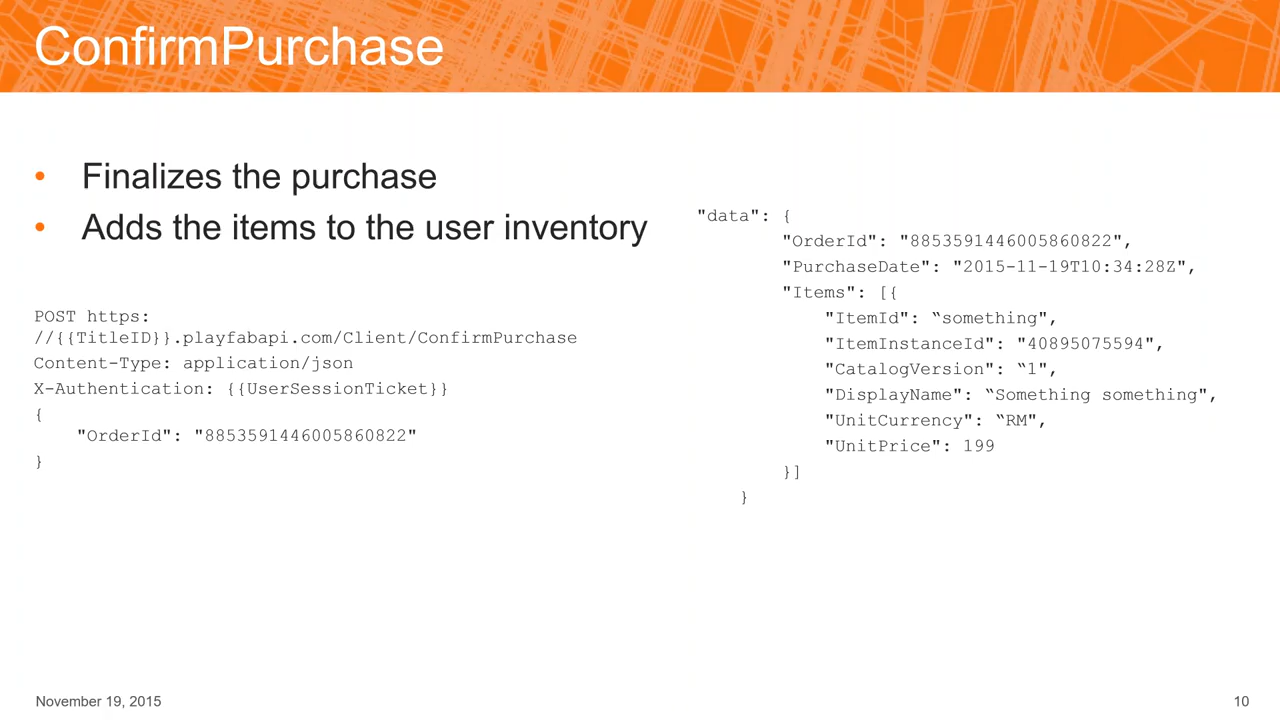 ConfirmPurchase
• Finalizes the purchase
• Adds the items to the user inventory
POST https:
//{{TitleID}}.playfabapi.com/Client/ConfirmPurchase
Content-Type: application/json
X-Authentication: {{UserSessionTicket}}
{
    "OrderId": "8853591446005860822"
}
"data": {
        "OrderId": "8853591446005860822",
        "PurchaseDate": "2015-11-19T10:34:28Z",
        "Items": [{
            "ItemId": “something",
            "ItemInstanceId": "40895075594",
            "CatalogVersion": “1",
            "DisplayName": “Something something",
            "UnitCurrency": “RM",
            "UnitPrice": 199
        }]
    }
November 19, 2015
10